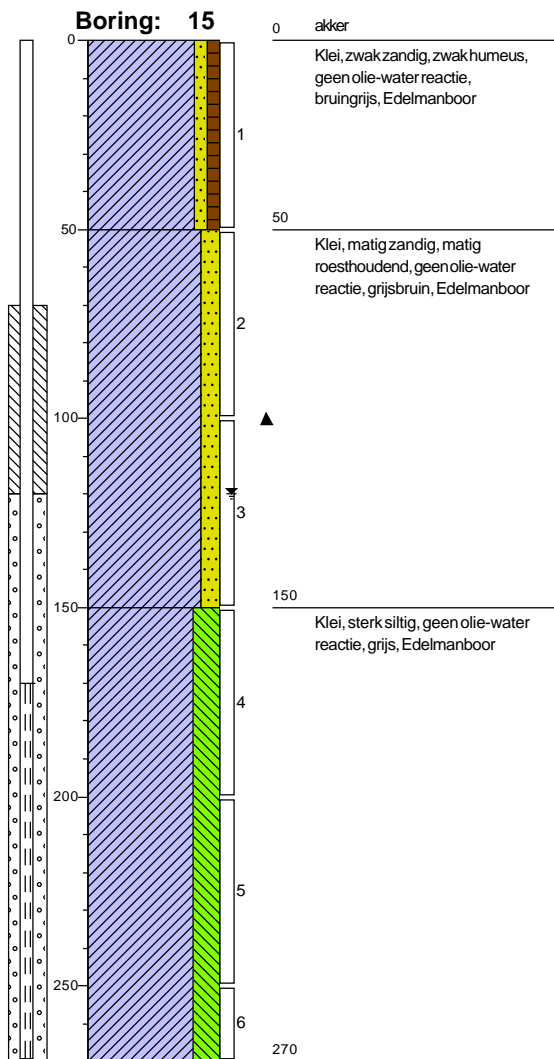 Boring: 15
0
50
100
150
200
250
1
2
3
4
5
6
0 akker
Klei, zwak zandig, zwak humeus,
geen olie-water reactie,
bruingrijs, Edelmanboor
50
Klei, matig zandig, matig
roesthoudend, geen olie-water
reactie, grijsbruin, Edelmanboor
150
Klei, sterk siltig, geen olie-water
reactie, grijs, Edelmanboor
270